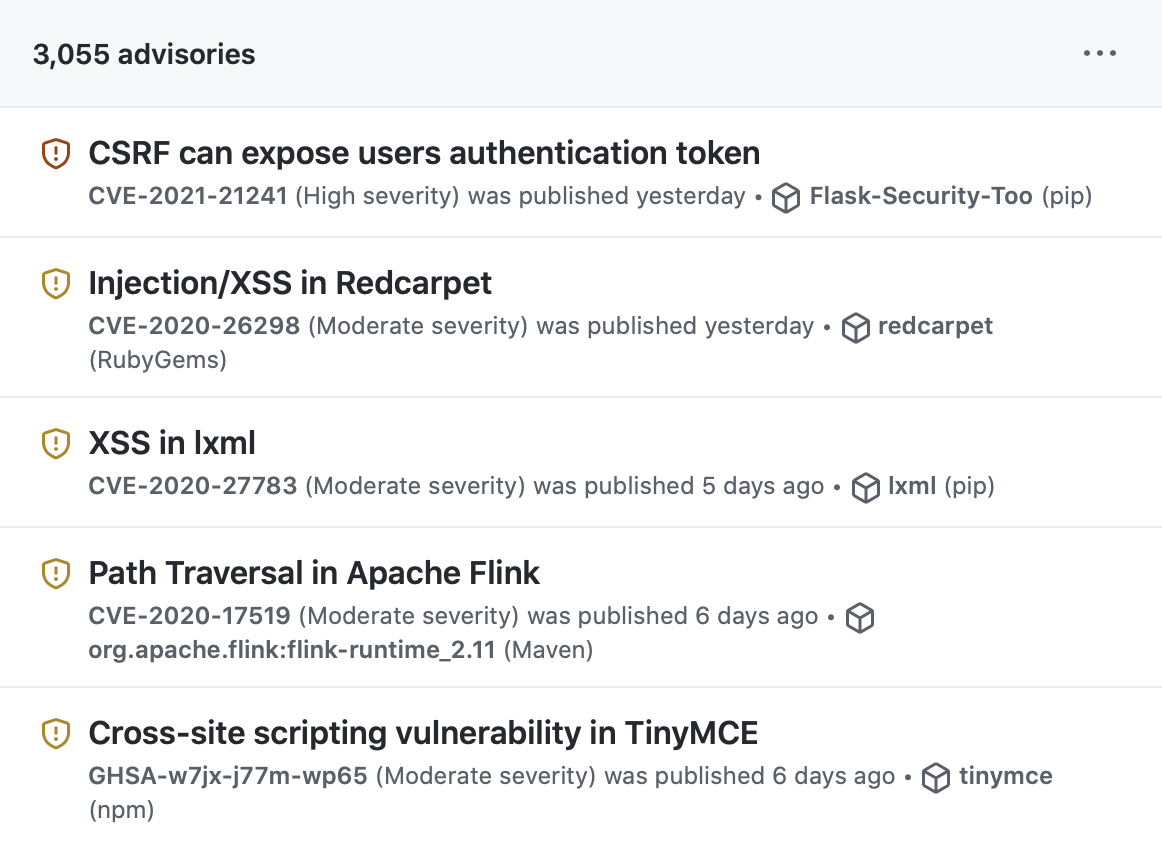 3,055 advisories
CSRF can expose users authentication token
CVE-2021-21241 (High severity) was published yesterday • Flask-Security-Too (pip)
Injection/XSS in Redcarpet
CVE-2020-26298 (Moderate severity) was published yesterday • redcarpet
(RubyGems)
XSS in lxml
CVE-2020-27783 (Moderate severity) was published 5 days ago • lxml (pip)
Path Traversal in Apache Flink
CVE-2020-17519 (Moderate severity) was published 6 days ago •
org.apache.flink:flink-runtime_2.11 (Maven)
Cross-site scripting vulnerability in TinyMCE
GHSA-w7jx-j77m-wp65 (Moderate severity) was published 6 days ago • tinymce
(npm)